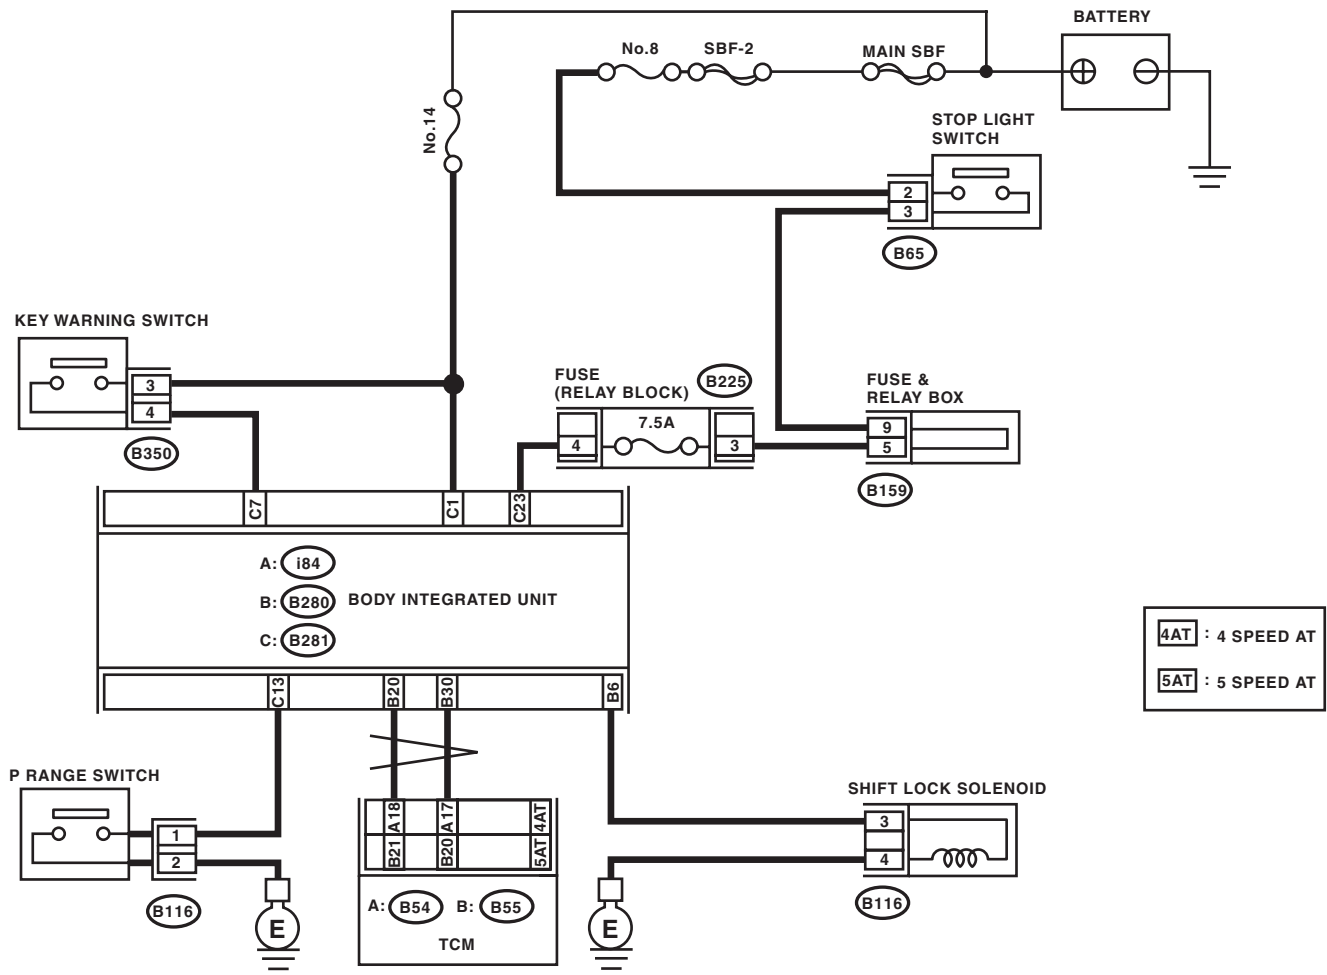 BATTERY
No.8
SBF-2
MAIN SBF
No.14
STOP LIGHT
SWITCH
2
3
B65
KEY WARNING SWITCH
3
4
B350
FUSE
(RELAY BLOCK)
B225
7.5A
4
3
FUSE &
RELAY BOX
9
5
B159
C7
C1
C23
A: i84
B: B280
BODY INTEGRATED UNIT
C: B281
C13
B20
B30
B6
4AT : 4 SPEED AT
5AT : 5 SPEED AT
P RANGE SWITCH
1
2
B116
E
A18
A17
4AT
B21
B20
5AT
A: B54 B: B55
TCM
SHIFT LOCK SOLENOID
3
4
B116
E